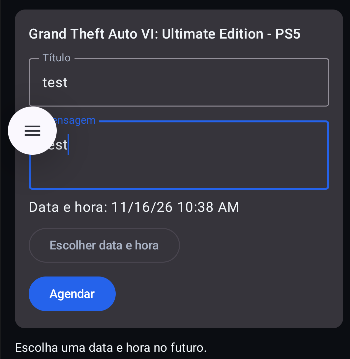 Grand Theft Auto VI: Ultimate Edition - PS5
Título
test
est
Data e hora: 11/16/26 10:38 AM
Escolher data e hora
Agendar
Escolha uma data e hora no futuro.